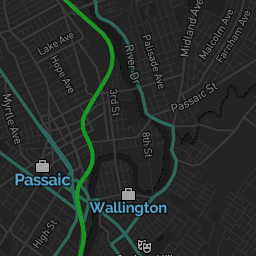 Lake Ave
Hope Ave
River Dr
Palisade Ave
Midland Ave
Malcolm Ave
Farnham Ave
Passaic St
3rd St
8th St
Myrtle Ave
Passaic
Wallington
High St